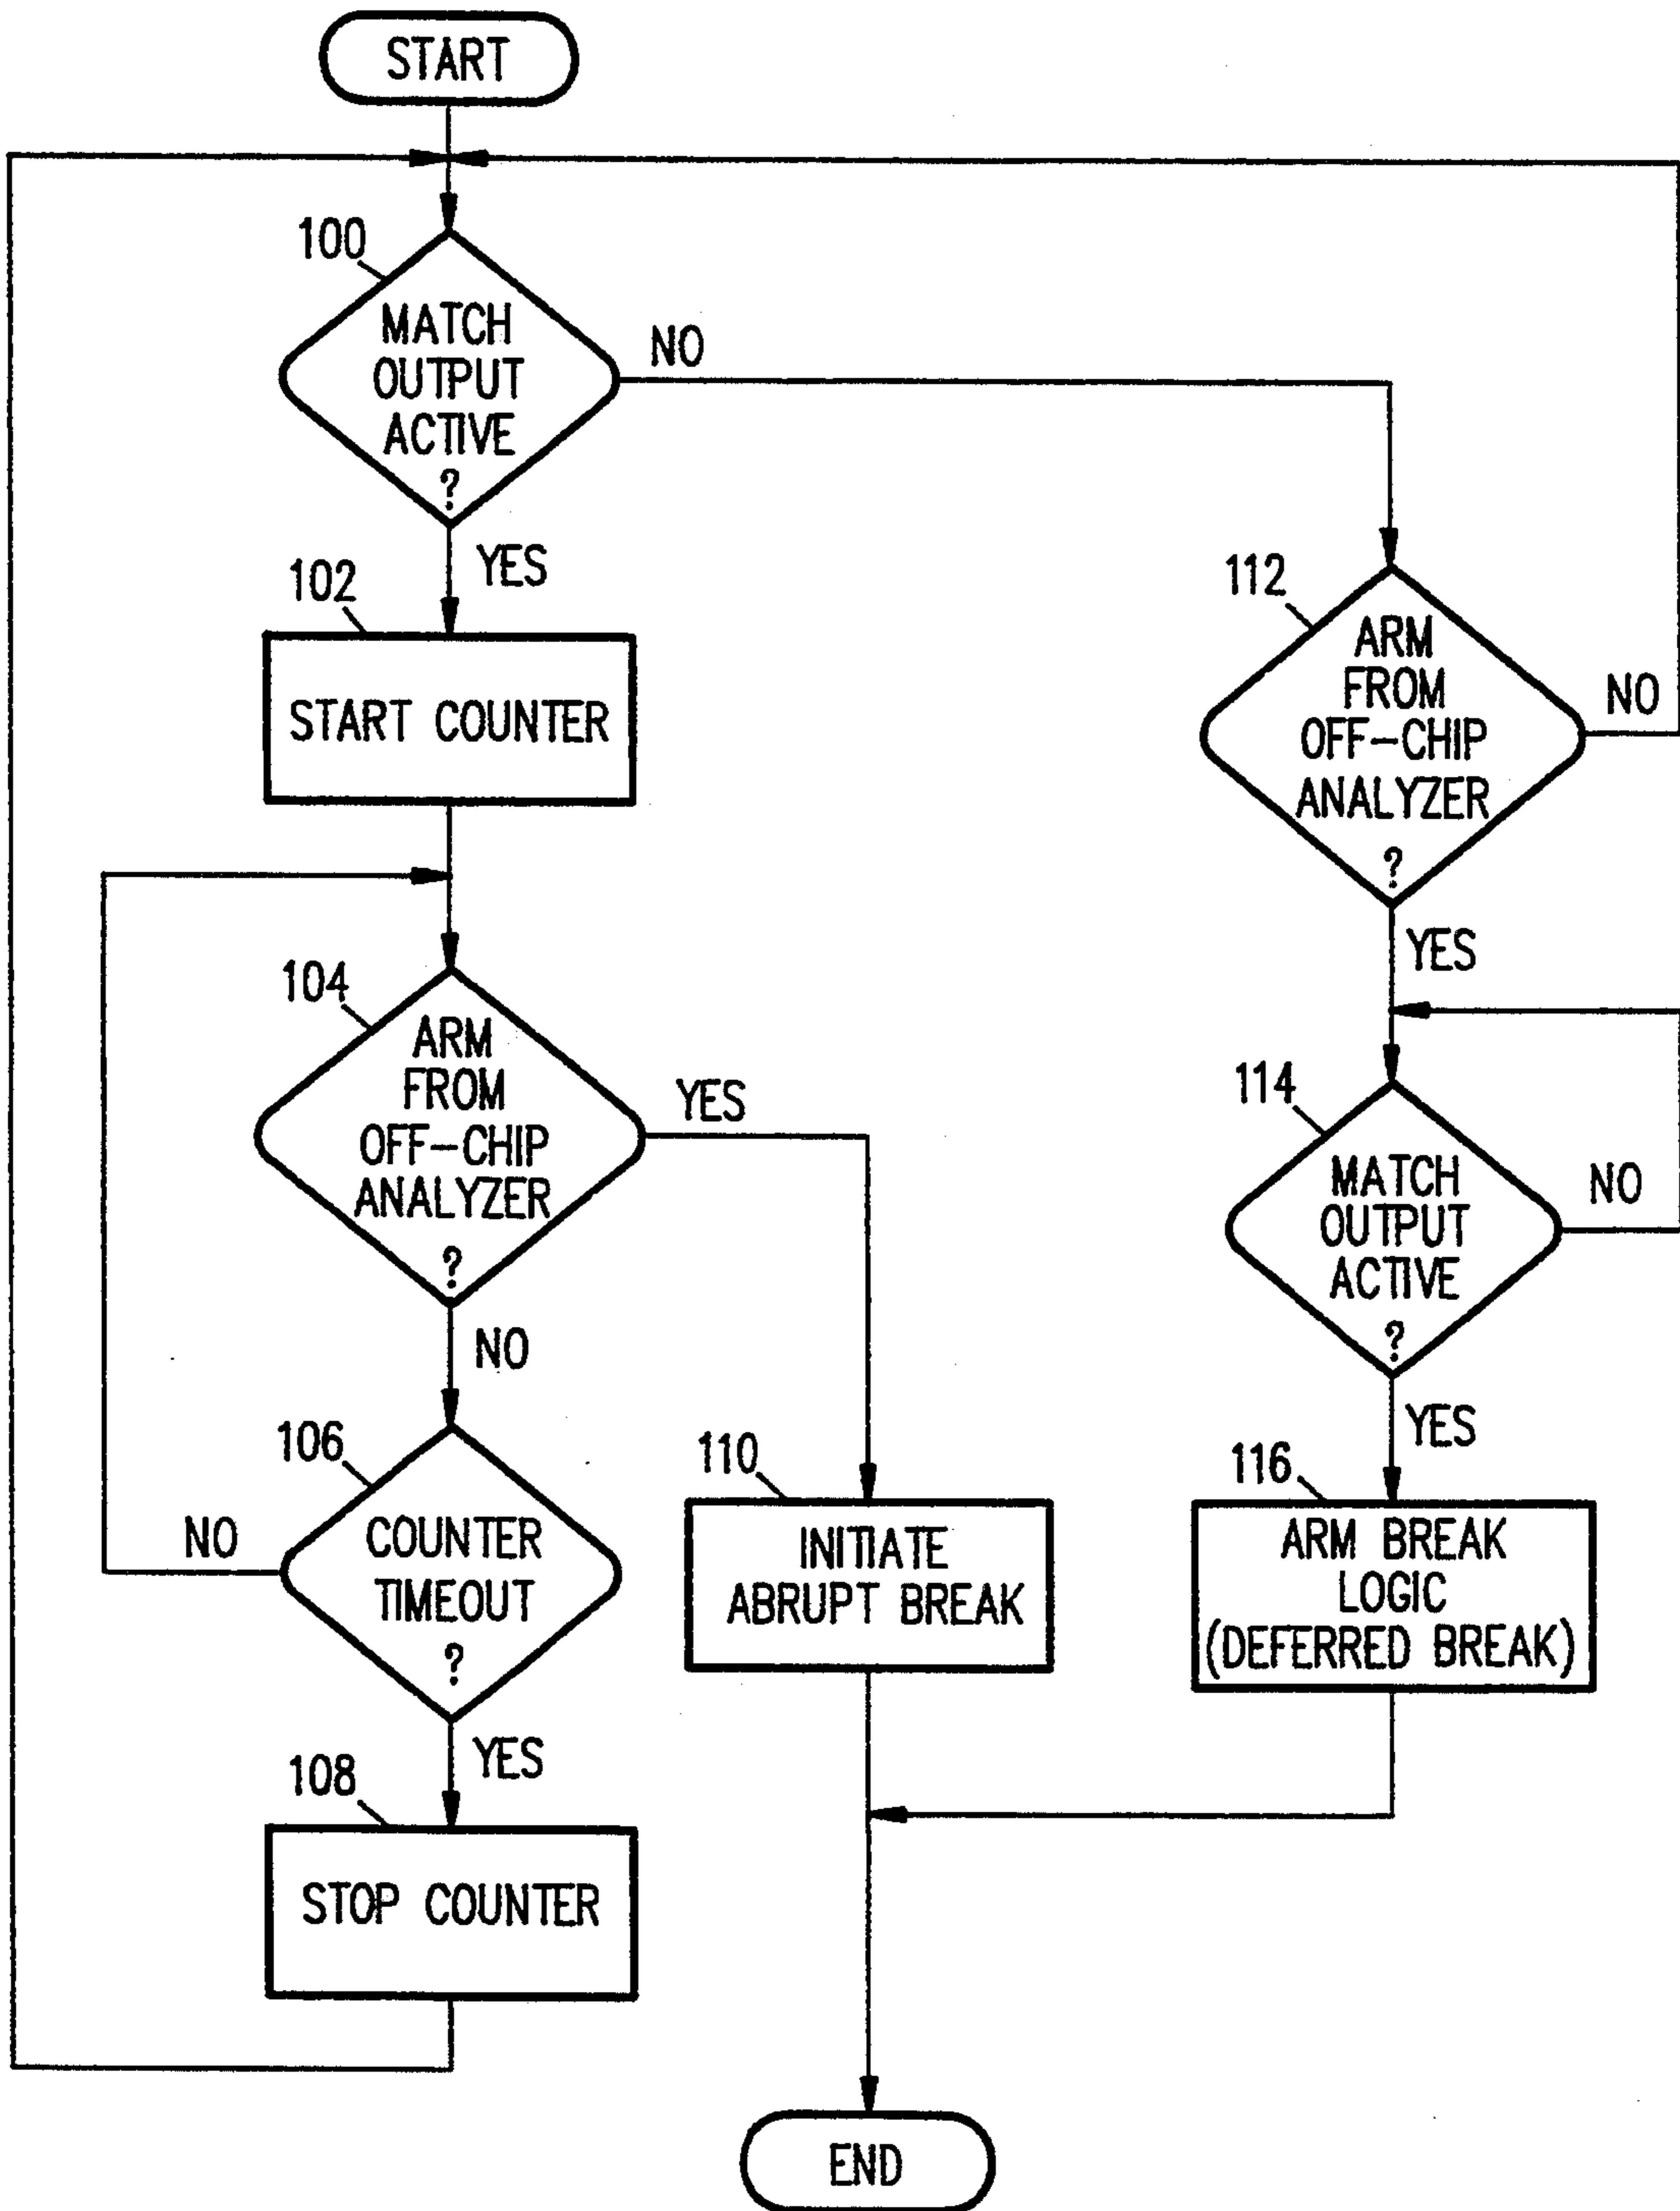 START
100
MATCH
OUTPUT
ACTIVE
?
NO
YES
102
START COUNTER
112
ARM
FROM
OFF-CHIP
ANALYZER
?
NO
YES
104
ARM
FROM
OFF-CHIP
ANALYZER
?
YES
NO
114
MATCH
OUTPUT
ACTIVE
?
NO
YES
106
COUNTER
TIMEOUT
?
NO
YES
110
INITIATE
ABRUPT BREAK
116
ARM BREAK
LOGIC
(DEFERRED BREAK)
108
STOP COUNTER
END